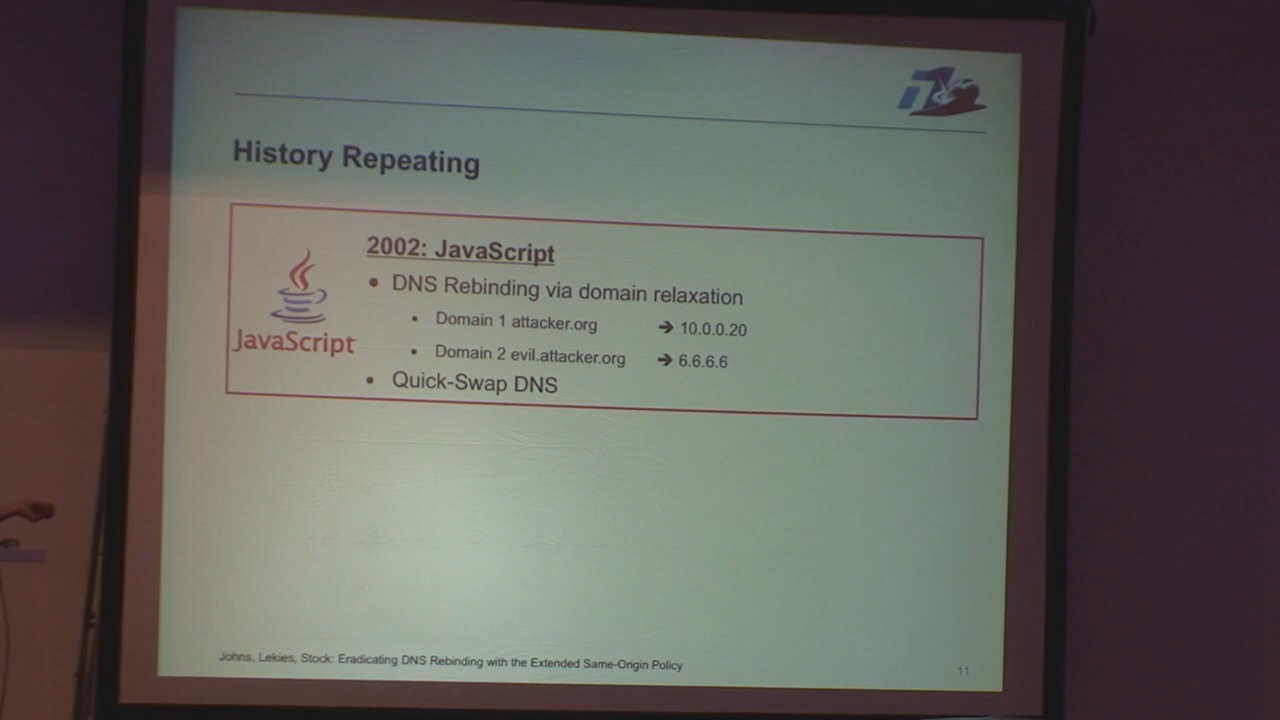 History Repeating
2002: JavaScript
• DNS Rebinding via domain relaxation
• Domain 1 attacker.org ➔ 10.0.0.20
• Domain 2 evil.attacker.org ➔ 6.6.6.6
• Quick-Swap DNS
JavaScript
Johns, Lekies, Stock: Eradicating DNS Rebinding with the Extended Same-Origin Policy
11